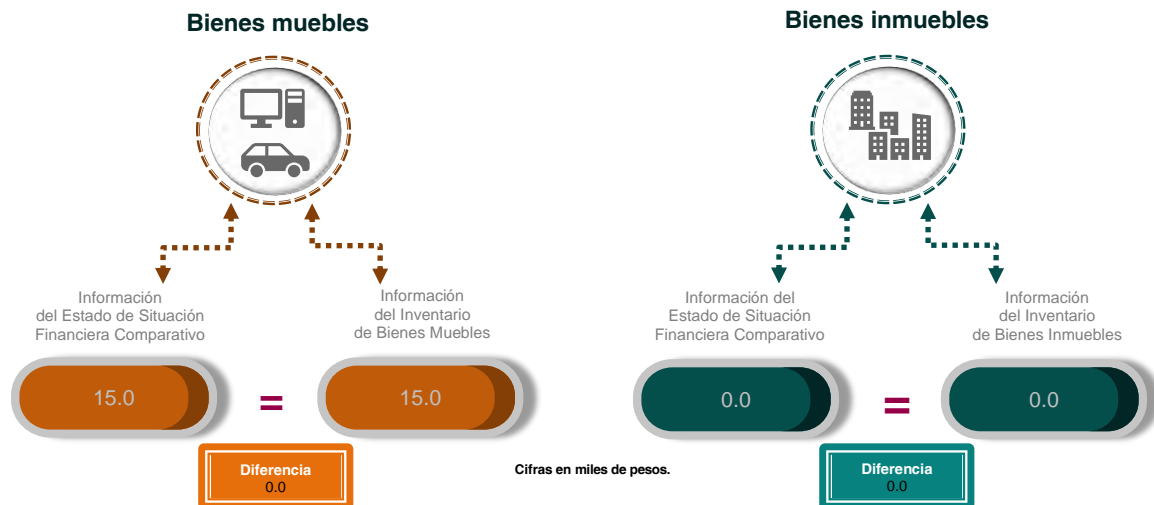 Bienes muebles
Información
del Estado de Situación
Financiera Comparativo
Información
del Inventario
de Bienes Muebles
15.0
=
15.0
Diferencia
0.0
Cifras en miles de pesos.
Bienes inmuebles
Información del
Estado de Situación
Financiera Comparativo
Información
del Inventario
de Bienes Inmuebles
0.0
=
0.0
Diferencia
0.0